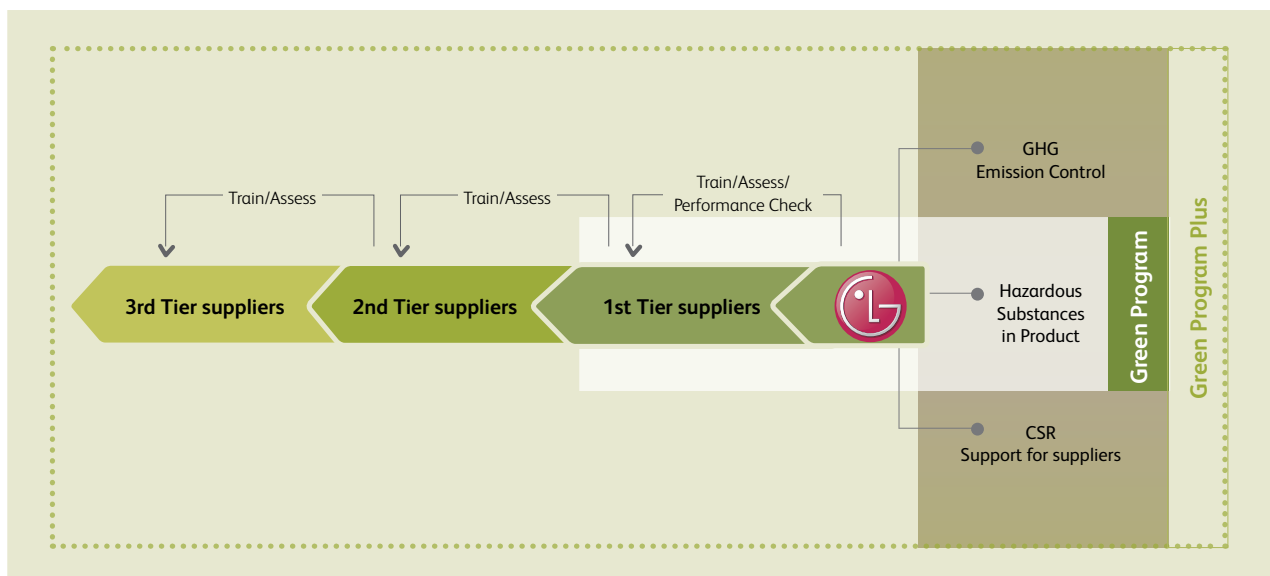 GHG
Emission Control
Train/Assess
Train/Assess
Train/Assess/
Performance Check
3rd Tier suppliers
2nd Tier suppliers
1st Tier suppliers
LG
Hazardous
Substances
in Product
Green Program
Green Program Plus
CSR
Support for suppliers